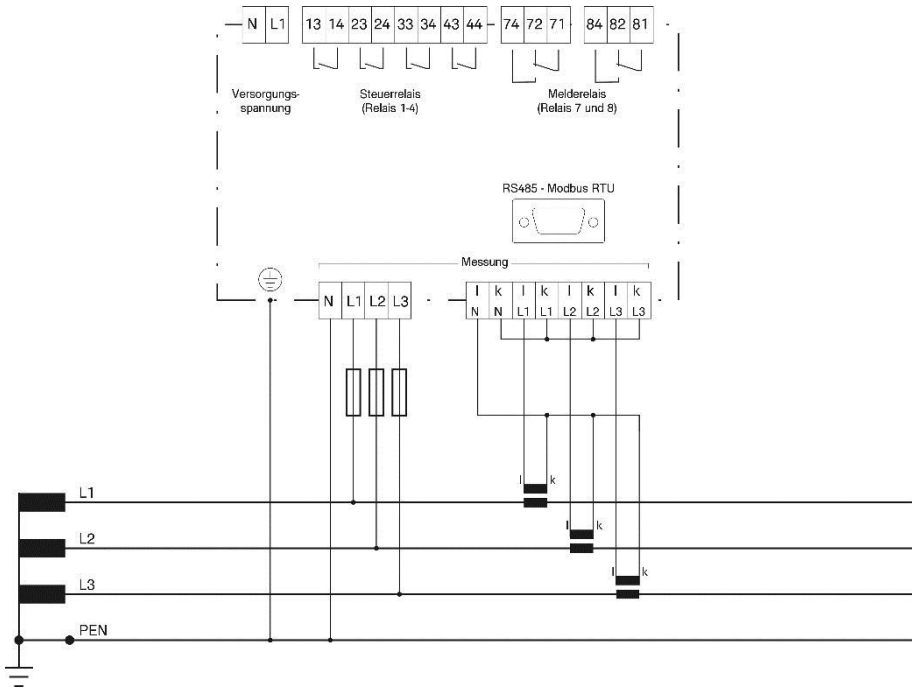 N L1 13 14 23 24 33 34 43 44 74 72 71 84 82 81
Versorgungs-
spannung
Steuerrelais
(Relais 1-4)
Melderelais
(Relais 7 und 8)
RS485 - Modbus RTU
Messung
N L1 L2 L3
l k l k l k l k
N N L1 L1 L2 L2 L3 L3
L1
l k
L2
l k
L3
l k
PEN